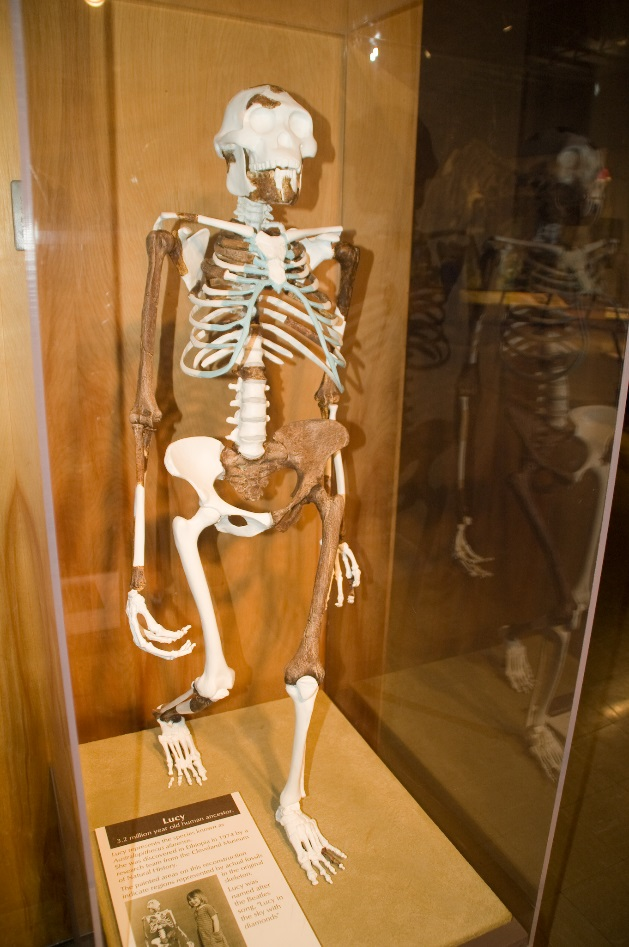 Lucy
3.2 million year old human ancestor.
Lucy represents the species known as
Australopithecus afarensis.
She was discovered in Ethiopia in 1974 by a
research team from the Cleveland Museum
of Natural History.
The painted areas on this reconstruction
indicate regions represented by actual fossils
in the original
skeleton.
Lucy was
named after
the Beatles
song, "Lucy in
the Sky with
diamonds"